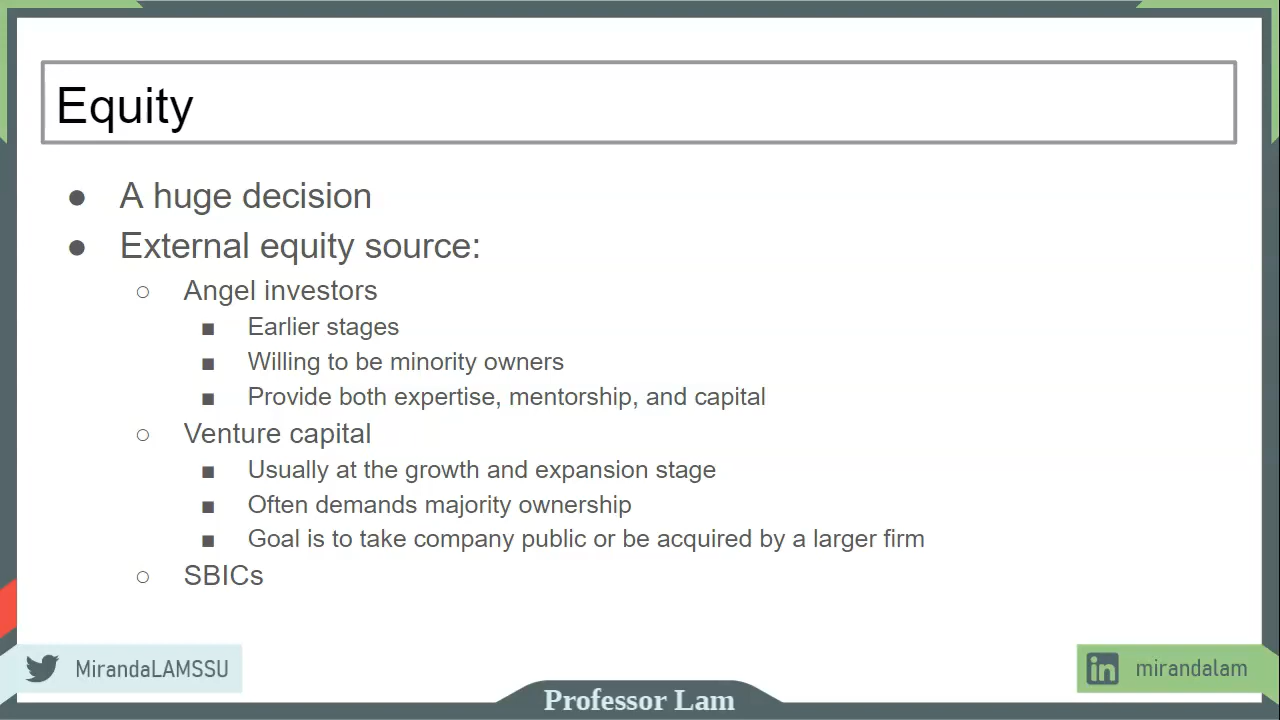 Equity
● A huge decision
● External equity source:
○ Angel investors
■ Earlier stages
■ Willing to be minority owners
■ Provide both expertise, mentorship, and capital
○ Venture capital
■ Usually at the growth and expansion stage
■ Often demands majority ownership
■ Goal is to take company public or be acquired by a larger firm
○ SBICs
MirandaLAMSSU
in mirandalam
Professor Lam